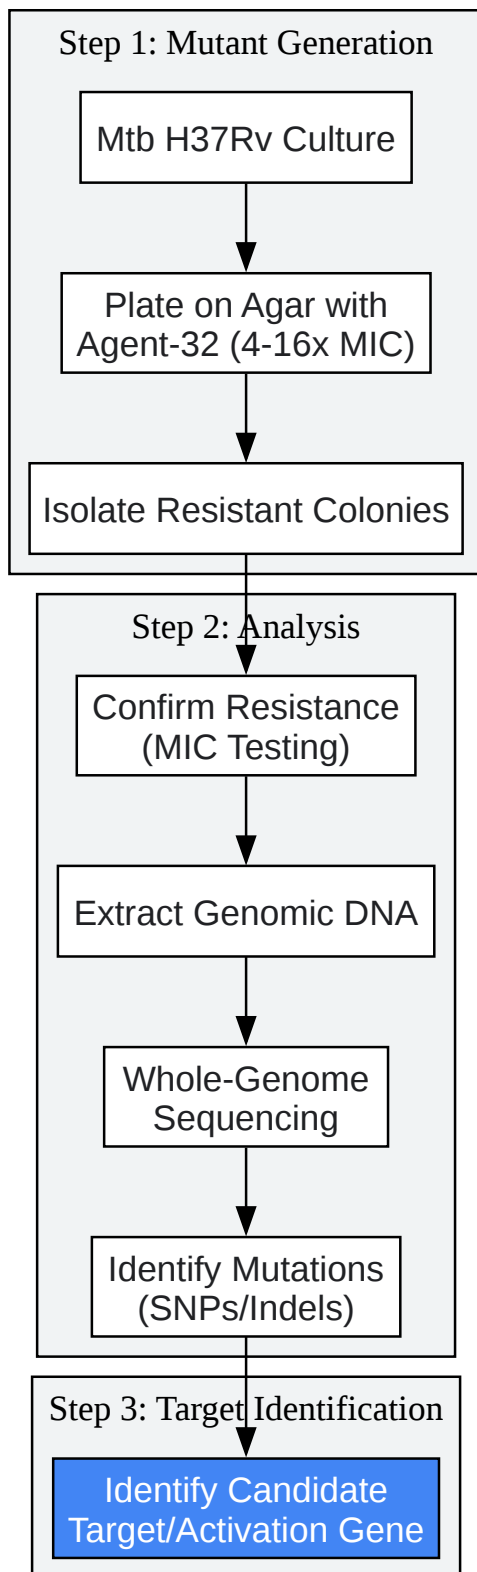 Step 1: Mutant Generation
Mtb H37Rv Culture
Plate on Agar with
Agent-32 (4-16x MIC)
Isolate Resistant Colonies
Step 2: Analysis
Confirm Resistance
(MIC Testing)
Extract Genomic DNA
Whole-Genome
Sequencing
Identify Mutations
(SNPs/Indels)
Step 3: Target Identification
Identify Candidate
Target/Activation Gene